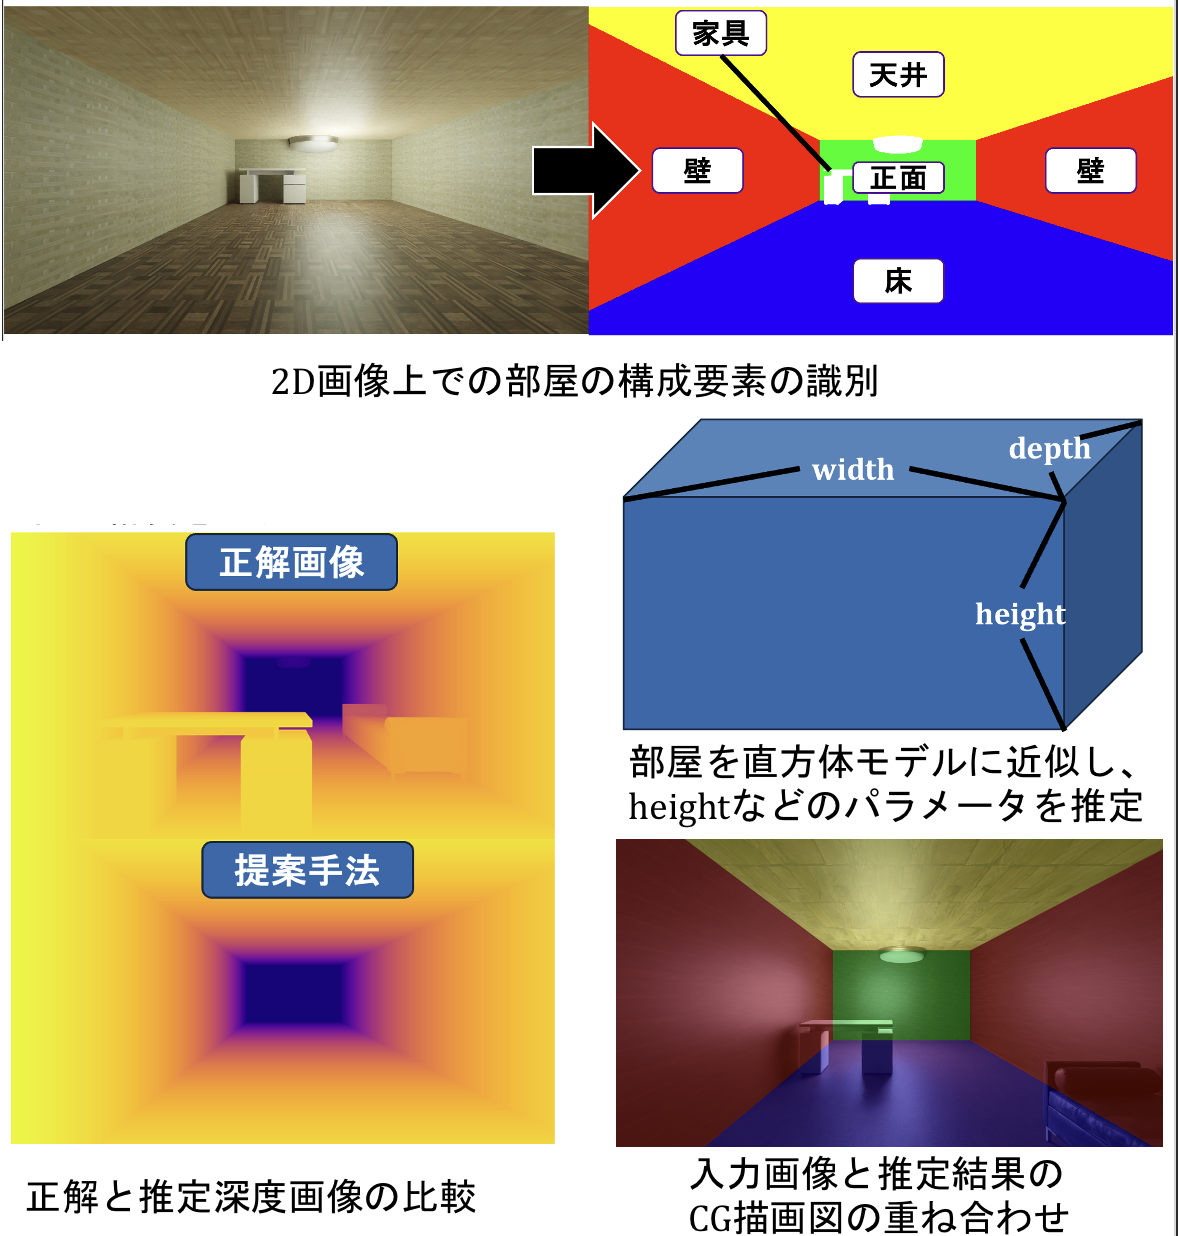 家具
天井
壁
正面
壁
床
2D画像上での部屋の構成要素の識別
depth
width
height
部屋を直方体モデルに近似し、
heightなどのパラメータを推定
正解画像
提案手法
正解と推定深度画像の比較
入力画像と推定結果の
CG描画図の重ね合わせ